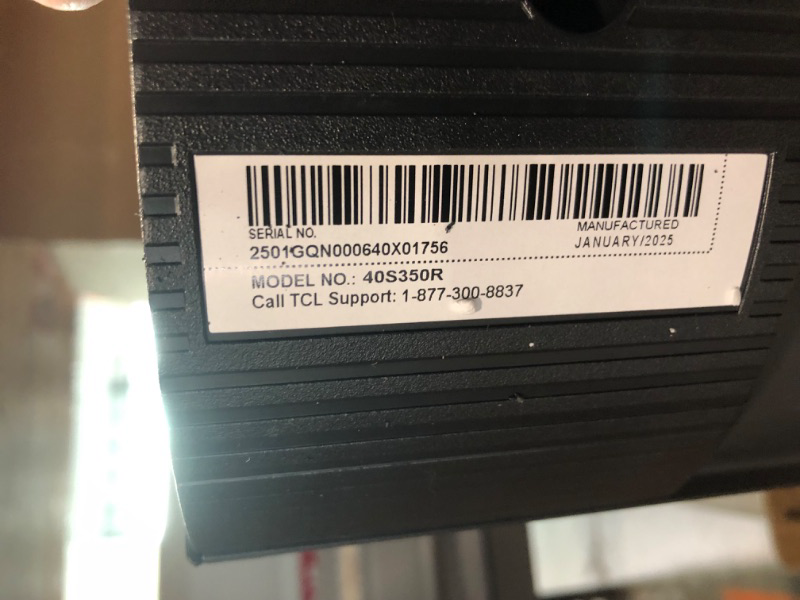 SERIAL NO.
2501GQN000640X01756
MANUFACTURED
JANUARY/2025
MODEL NO.: 40S350R
Call TCL Support: 1-877-300-8837